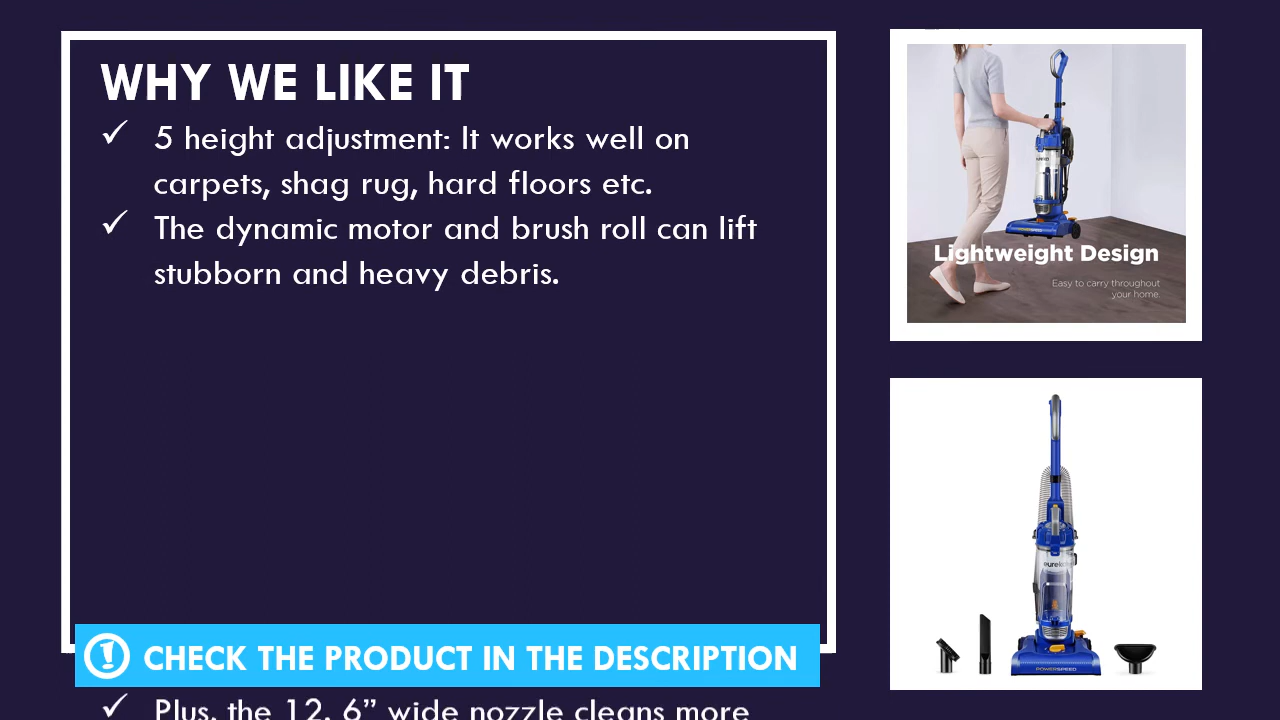 WHY WE LIKE IT
✓ 5 height adjustment: It works well on
carpets, shag rug, hard floors etc.
✓ The dynamic motor and brush roll can lift
stubborn and heavy debris.
CHECK THE PRODUCT IN THE DESCRIPTION
✓ Plus, the 12. 6” wide nozzle cleans more
Lightweight Design
Easy to carry throughout
your home.
eureka
POWERSPEED